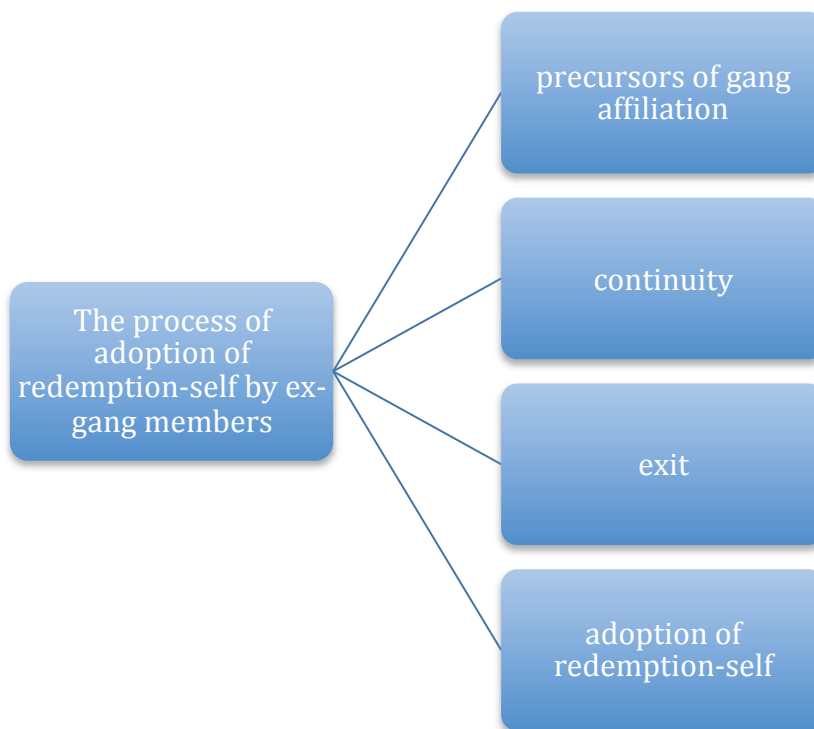 The process of
adoption of
redemption-self by ex-
gang members
precursors of gang
affiliation
continuity
exit
adoption of
redemption-self